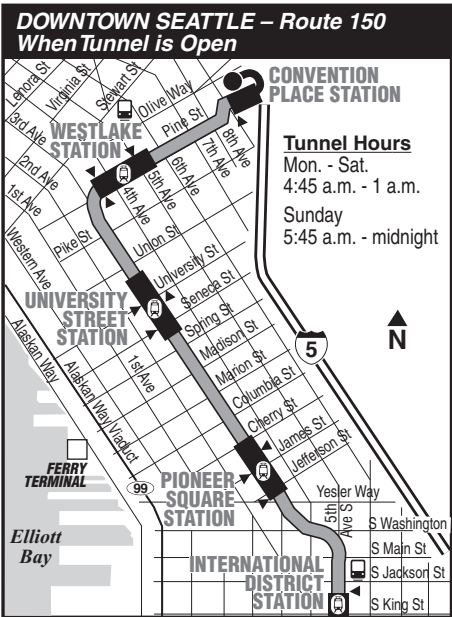 DOWNTOWN SEATTLE – Route 150
When Tunnel is Open
CONVENTION
PLACE STATION
Lenora St
Virginia St
Stewart St
Olive Way
Pine St
3rd Ave
2nd Ave
1st Ave
Western Ave
WESTLAKE
STATION
8th Ave
7th Ave
6th Ave
5th Ave
4th Ave
Tunnel Hours
Mon. - Sat.
4:45 a.m. - 1 a.m.
Sunday
5:45 a.m. - midnight
Pike St
Union St
University St
Seneca St
Spring St
Madison St
Marion St
Columbia St
Cherry St
James St
Jefferson St
UNIVERSITY
STREET
STATION
N
5
Alaskan Way
Alaskan Way Viaduct
1st Ave
FERRY
TERMINAL
99
Elliott
Bay
PIONEER
SQUARE
STATION
Yesler Way
5th
Ave S
S Washington
S Main St
S Jackson St
S King St
INTERNATIONAL
DISTRICT
STATION